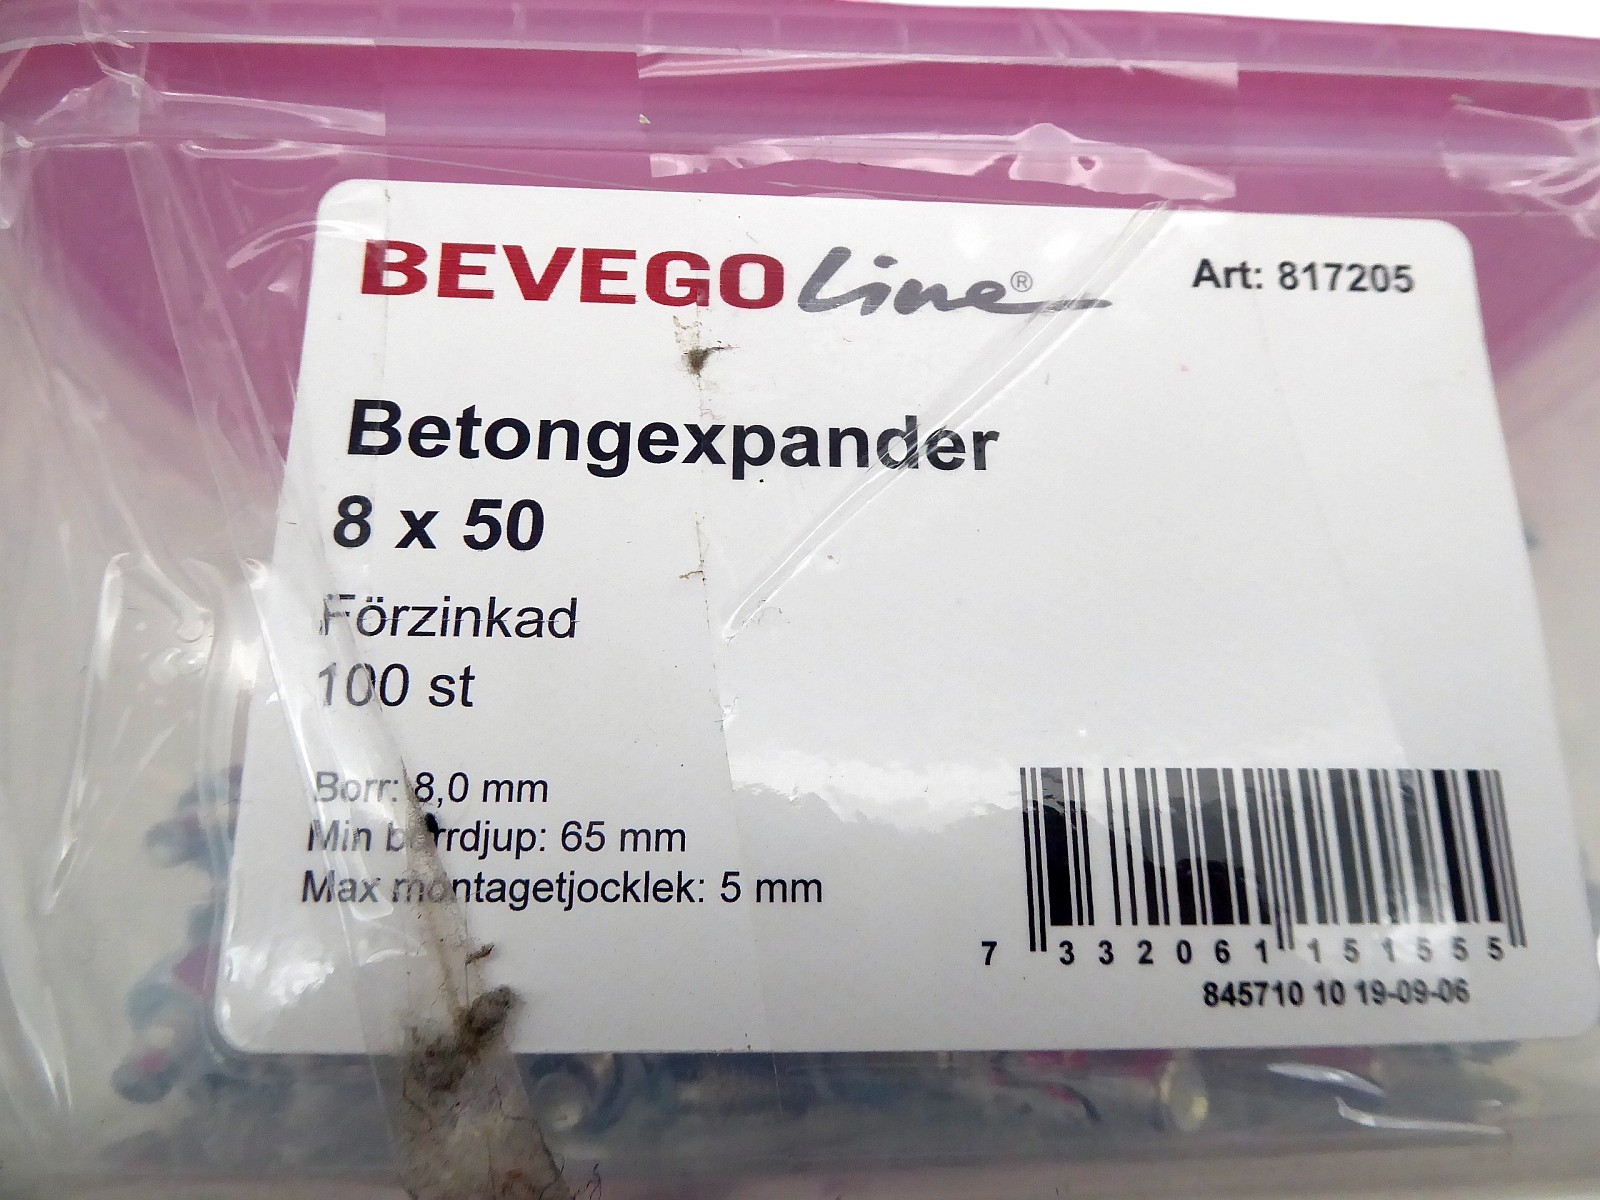 BEVEGO Line®
Art: 817205
Betongexpander
8 x 50
Förzinkad
100 st
Borr: 8,0 mm
Min borrdjup: 65 mm
Max montagetjocklek: 5 mm
7 332061 151555
845710 10 19-09-06